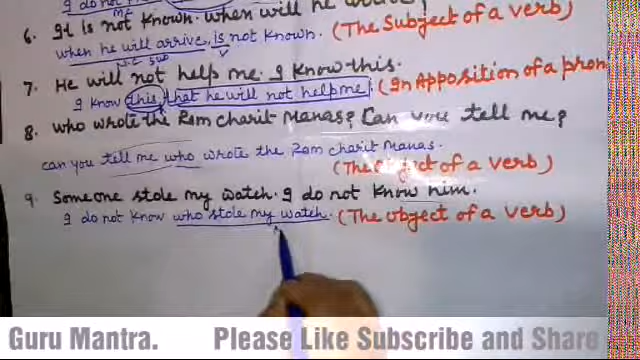 I do not
6. It is not known. when will he arrive?
when he will arrive, is not known. (The Subject of a verb)
N.C sub V
7. He will not help me. I know this.
I know this that he will not help me. (In Apposition of a pron
8. Who wrote the Ram Charit Manas? Can you tell me?
can you tell me who wrote the Ram Charit Manas.
(The object of a verb)
9. Someone stole my watch. I do not know him.
I do not know who stole my watch. (The object of a verb)
Guru Mantra. Please Like Subscribe and Share